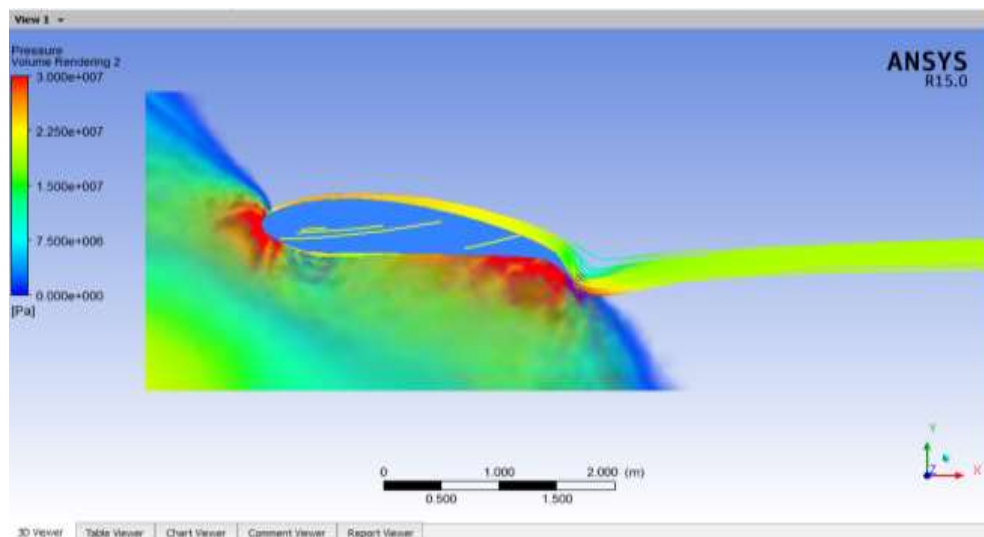 View 1
Pressure
Volume Rendering 2
3.000e+007
2.250e+007
1.500e+007
7.500e+006
0.000e+000
[Pa]
ANSYS
R15.0
0 1.000 2.000 (m)
0.500 1.500
Y
Z X
3D Viewer Table Viewer Chart Viewer Comment Viewer Report Viewer